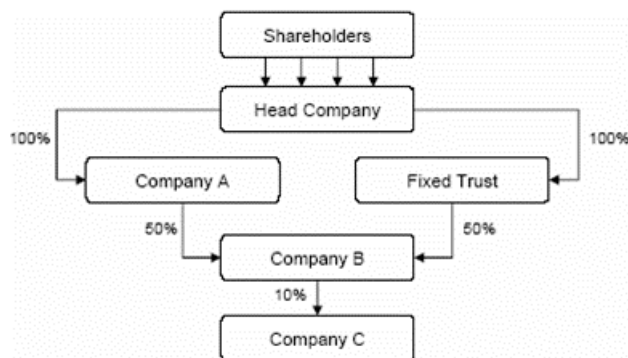 Shareholders
Head Company
100%
100%
Company A
Fixed Trust
50%
50%
Company B
10%
Company C